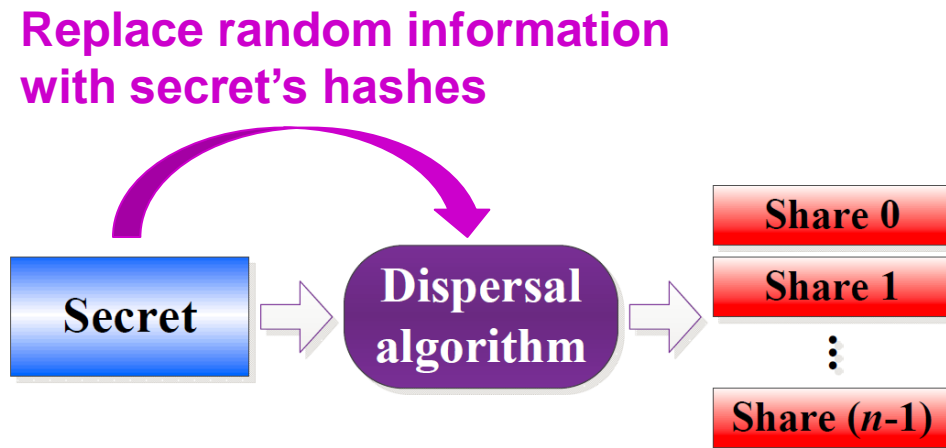 Replace random information
with secret’s hashes
Secret
Dispersal
algorithm
Share 0
Share 1
⋮
Share (n-1)